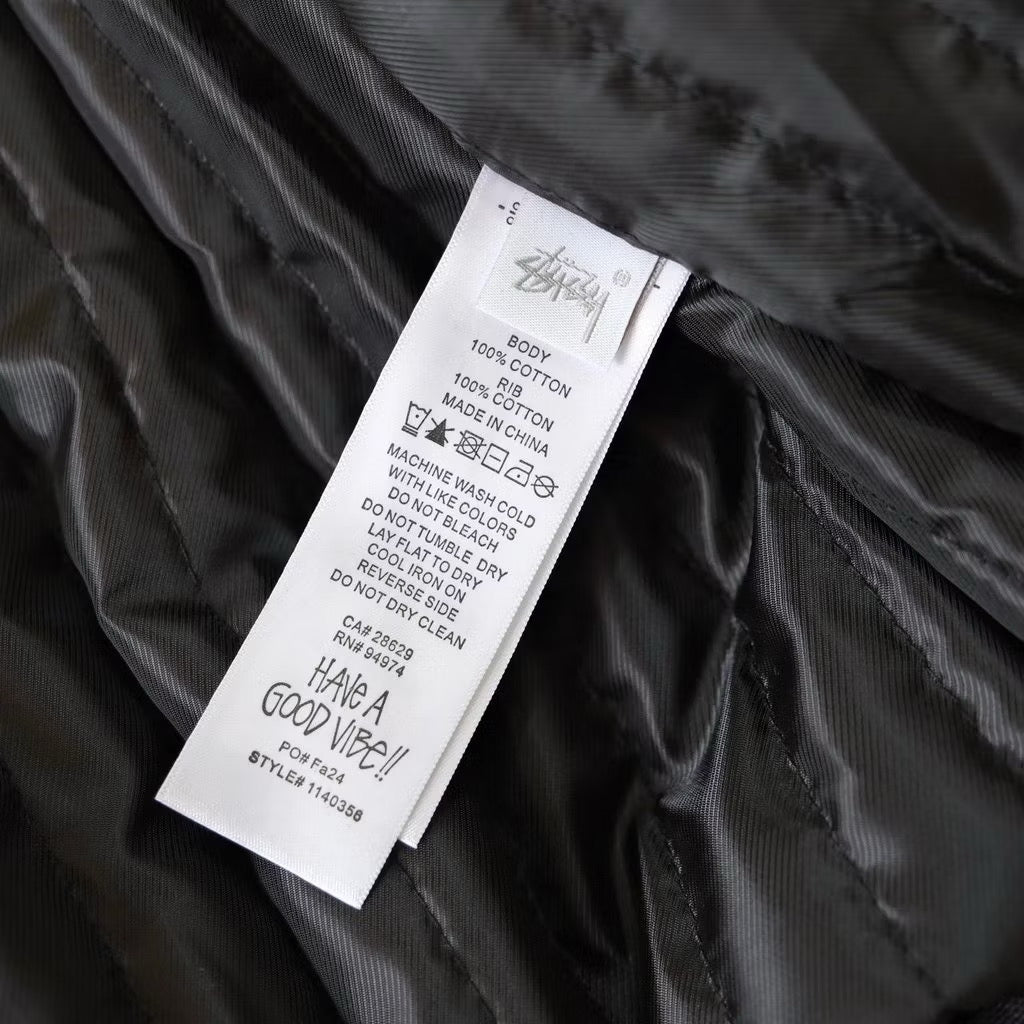 STÜSSY ®
BODY
100% COTTON
RIB
100% COTTON
MADE IN CHINA
MACHINE WASH COLD
WITH LIKE COLORS
DO NOT BLEACH
DO NOT TUMBLE DRY
LAY FLAT TO DRY
COOL IRON ON
REVERSE SIDE
DO NOT DRY CLEAN
CA# 28629
RN# 94974
HAVE A
GOOD VIBE!!
PO# Fa24
STYLE# 1140356